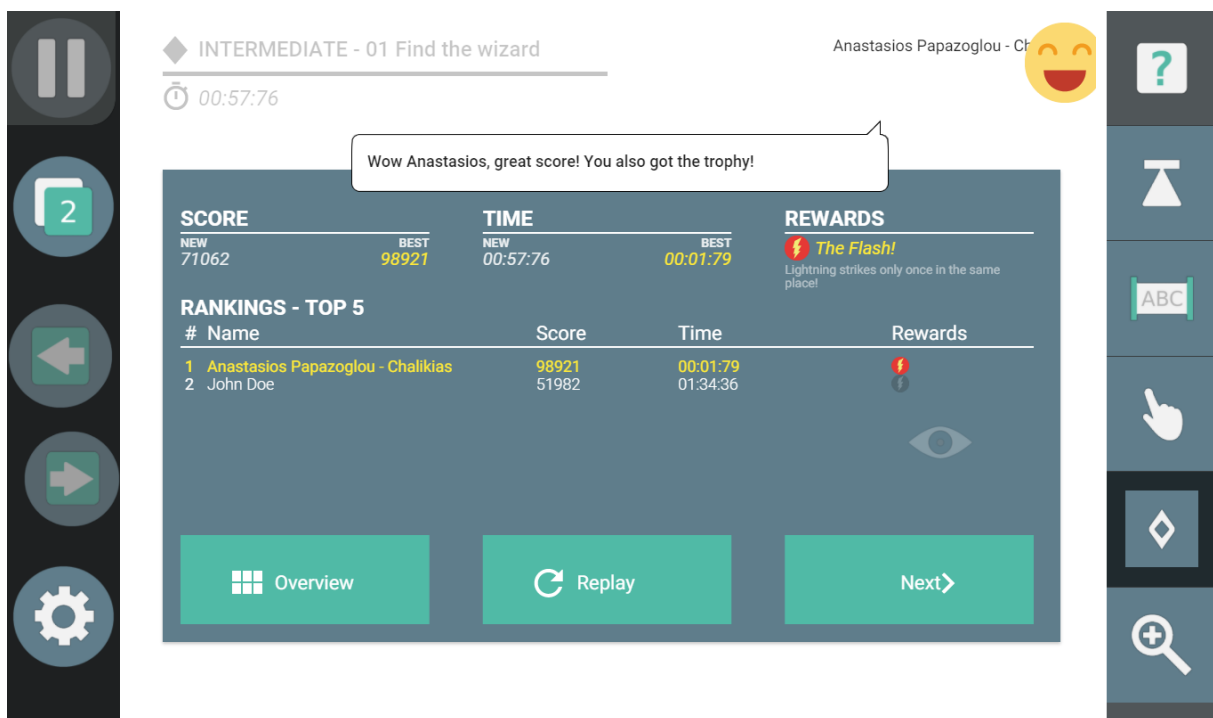 INTERMEDIATE - 01 Find the wizard
Anastasios Papazoglou - Ch
00:57:76
?
2
Wow Anastasios, great score! You also got the trophy!
SCORE TIME REWARDS
NEW BEST NEW BEST The Flash!
71062 98921 00:57:76 00:01:79
Lightning strikes only once in the same
place!
ABC
RANKINGS - TOP 5
# Name Score Time Rewards
1 Anastasios Papazoglou - Chalikias 98921 00:01:79
2 John Doe 51982 01:34:36
Overview Replay Next